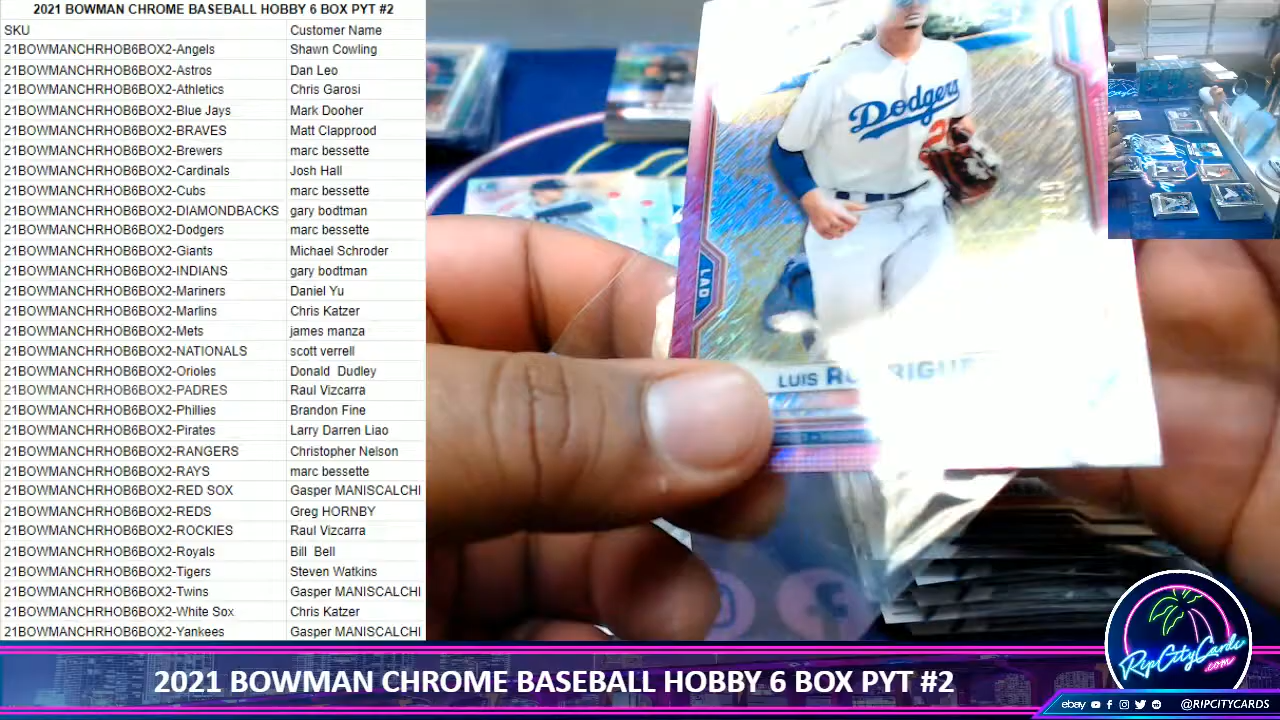 2021 BOWMAN CHROME BASEBALL HOBBY 6 BOX PYT #2
SKU Customer Name
21BOWMANCHRHOB6BOX2-Angels Shawn Cowling
21BOWMANCHRHOB6BOX2-Astros Dan Leo
21BOWMANCHRHOB6BOX2-Athletics Chris Garosi
21BOWMANCHRHOB6BOX2-Blue Jays Mark Dooher
21BOWMANCHRHOB6BOX2-BRAVES Matt Clapprood
21BOWMANCHRHOB6BOX2-Brewers marc bessette
21BOWMANCHRHOB6BOX2-Cardinals Josh Hall
21BOWMANCHRHOB6BOX2-Cubs marc bessette
21BOWMANCHRHOB6BOX2-DIAMONDBACKS gary bodtman
21BOWMANCHRHOB6BOX2-Dodgers marc bessette
21BOWMANCHRHOB6BOX2-Giants Michael Schroder
21BOWMANCHRHOB6BOX2-INDIANS gary bodtman
21BOWMANCHRHOB6BOX2-Mariners Daniel Yu
21BOWMANCHRHOB6BOX2-Marlins Chris Katzer
21BOWMANCHRHOB6BOX2-Mets james manza
21BOWMANCHRHOB6BOX2-NATIONALS scott verrell
21BOWMANCHRHOB6BOX2-Orioles Donald Dudley
21BOWMANCHRHOB6BOX2-PADRES Raul Vizcarra
21BOWMANCHRHOB6BOX2-Phillies Brandon Fine
21BOWMANCHRHOB6BOX2-Pirates Larry Darren Liao
21BOWMANCHRHOB6BOX2-RANGERS Christopher Nelson
21BOWMANCHRHOB6BOX2-RAYS marc bessette
21BOWMANCHRHOB6BOX2-RED SOX Gasper MANISCALCHI
21BOWMANCHRHOB6BOX2-REDS Greg HORNBY
21BOWMANCHRHOB6BOX2-ROCKIES Raul Vizcarra
21BOWMANCHRHOB6BOX2-Royals Bill Bell
21BOWMANCHRHOB6BOX2-Tigers Steven Watkins
21BOWMANCHRHOB6BOX2-Twins Gasper MANISCALCHI
21BOWMANCHRHOB6BOX2-White Sox Chris Katzer
21BOWMANCHRHOB6BOX2-Yankees Gasper MANISCALCHI
Dodgers
LAD
LUIS
RipCityCards
.com
2021 BOWMAN CHROME BASEBALL HOBBY 6 BOX PYT #2
ebay @RIPCITYCARDS